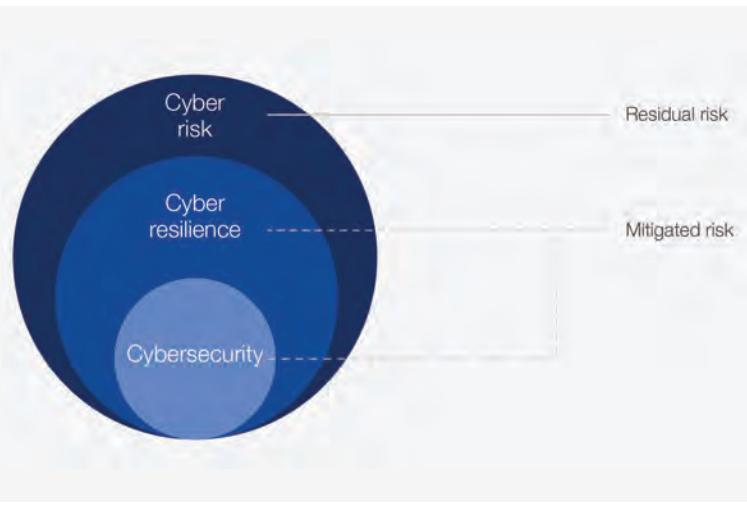 Cyber
risk
Residual risk
Cyber
resilience
Mitigated risk
Cybersecurity